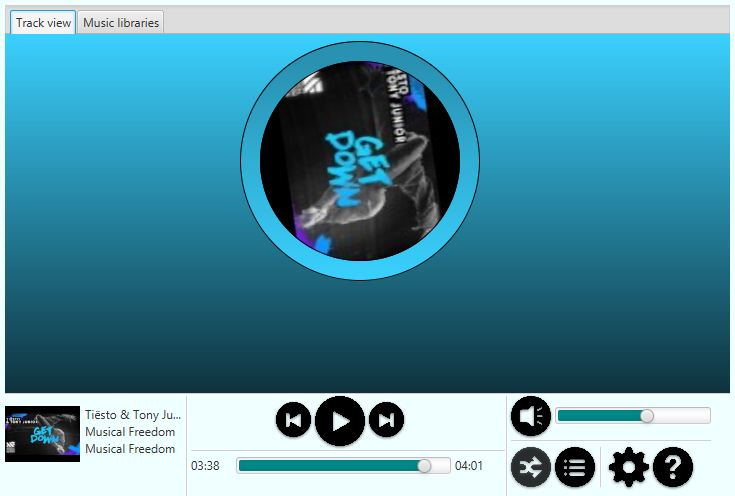 Track view
Music libraries
TONY JUNIOR
GET
DOWN
Tiësto & Tony Ju...
Musical Freedom
Musical Freedom
GET
DOWN
03:38
04:01
?